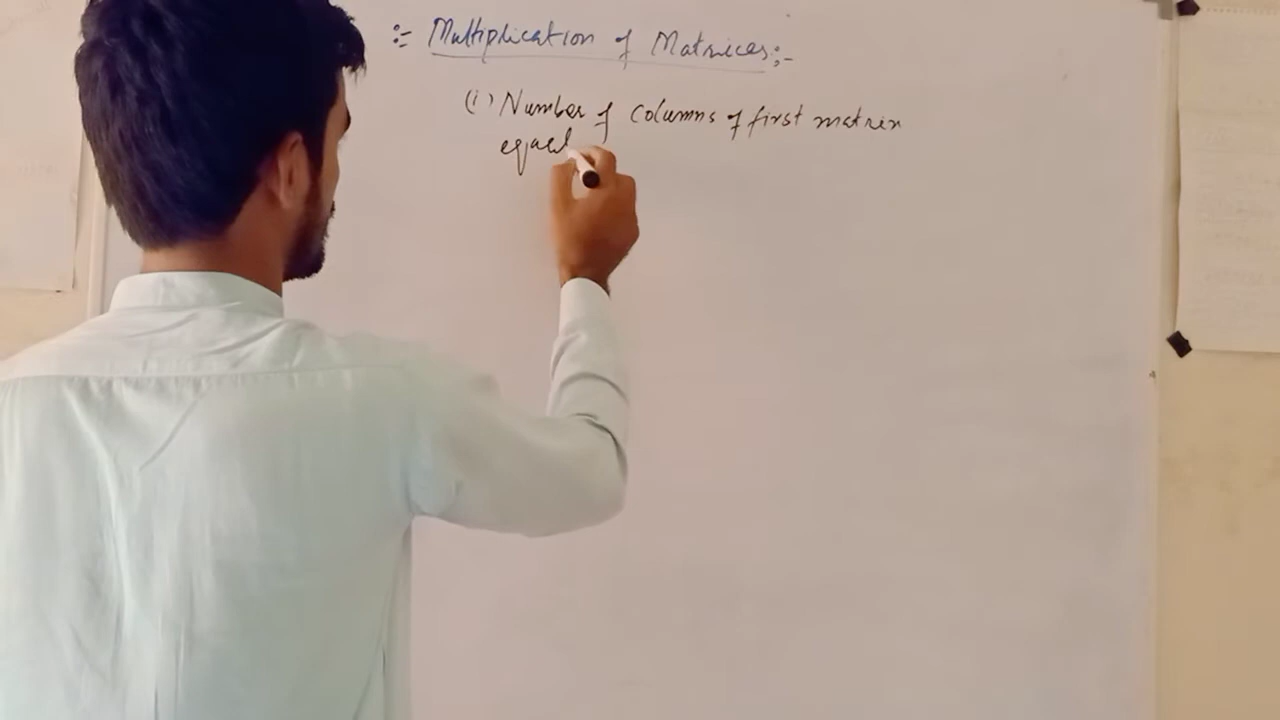 :- Multiplication of Matrices:-
(i) Number of columns of first matrix
equal